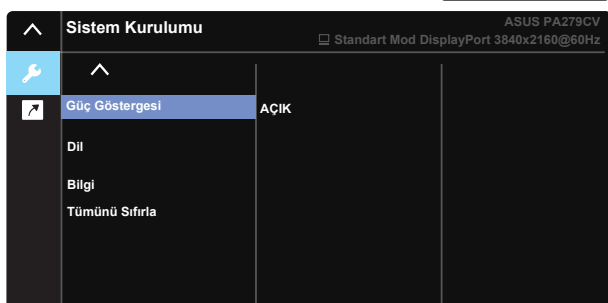 Sistem Kurulumu
ASUS PA279CV
Standart Mod DisplayPort 3840x2160@60Hz
Güç Göstergesi AÇIK
Dil
Bilgi
Tümünü Sıfırla